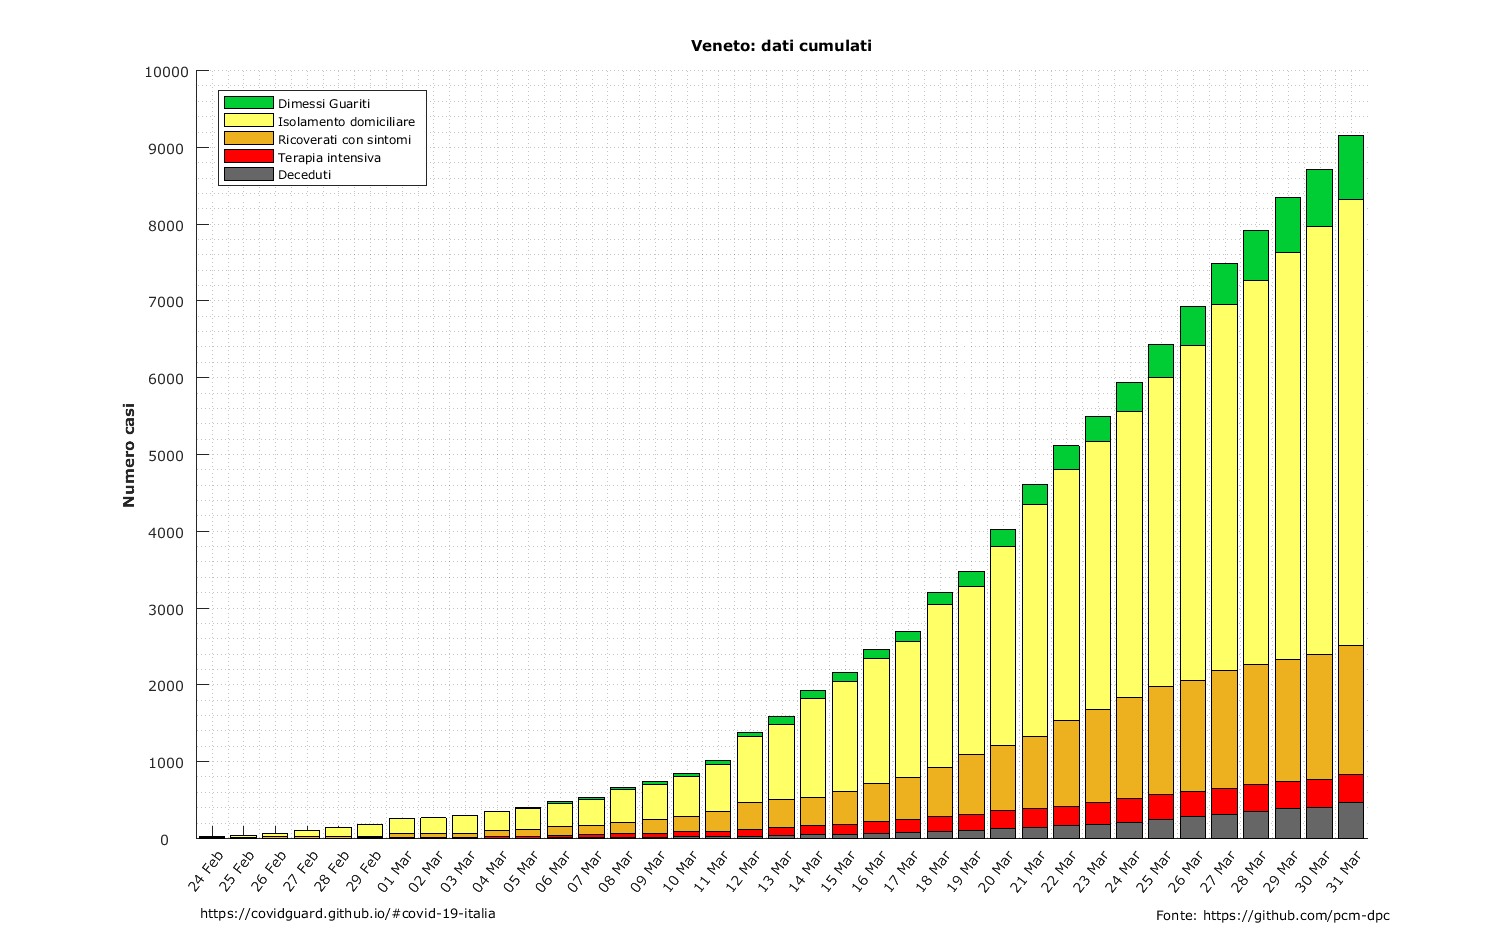 Veneto: dati cumulati
10000
9000
8000
7000
6000
5000
4000
3000
2000
1000
0
Numero casi
Dimessi Guariti
Isolamento domiciliare
Ricoverati con sintomi
Terapia intensiva
Deceduti
24 Feb
25 Feb
26 Feb
27 Feb
28 Feb
29 Feb
01 Mar
02 Mar
03 Mar
04 Mar
05 Mar
06 Mar
07 Mar
08 Mar
09 Mar
10 Mar
11 Mar
12 Mar
13 Mar
14 Mar
15 Mar
16 Mar
17 Mar
18 Mar
19 Mar
20 Mar
21 Mar
22 Mar
23 Mar
24 Mar
25 Mar
26 Mar
27 Mar
28 Mar
29 Mar
30 Mar
31 Mar
https://covidguard.github.io/#covid-19-italia
Fonte: https://github.com/pcm-dpc